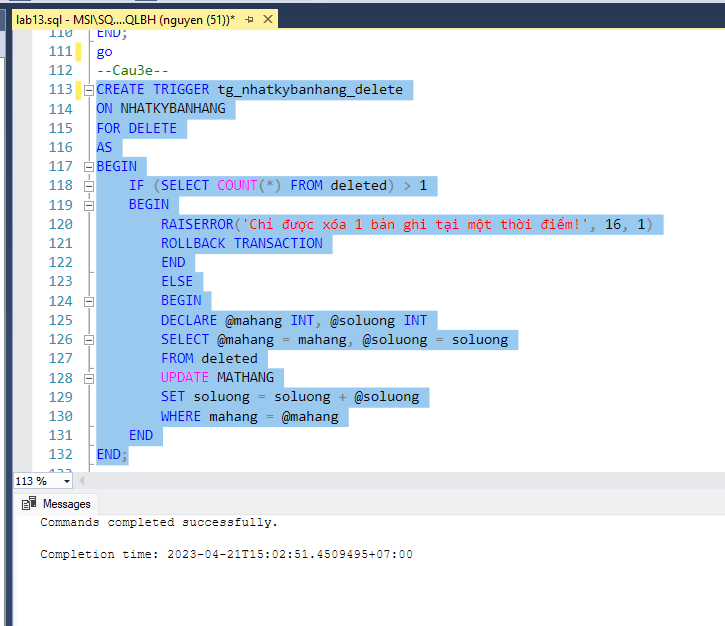 lab13.sql - MSI\SQ....QLBH (nguyen (51))*
110 END;
111 go
112 --Cau3e--
113 CREATE TRIGGER tg_nhatkybanhang_delete
114 ON NHATKYBANHANG
115 FOR DELETE
116 AS
117 BEGIN
118 IF (SELECT COUNT(*) FROM deleted) > 1
119 BEGIN
120 RAISERROR('Chỉ được xóa 1 bản ghi tại một thời điểm!', 16, 1)
121 ROLLBACK TRANSACTION
122 END
123 ELSE
124 BEGIN
125 DECLARE @mahang INT, @soluong INT
126 SELECT @mahang = mahang, @soluong = soluong
127 FROM deleted
128 UPDATE MATHANG
129 SET soluong = soluong + @soluong
130 WHERE mahang = @mahang
131 END
132 END;
113 %
Messages
Commands completed successfully.
Completion time: 2023-04-21T15:02:51.4509495+07:00